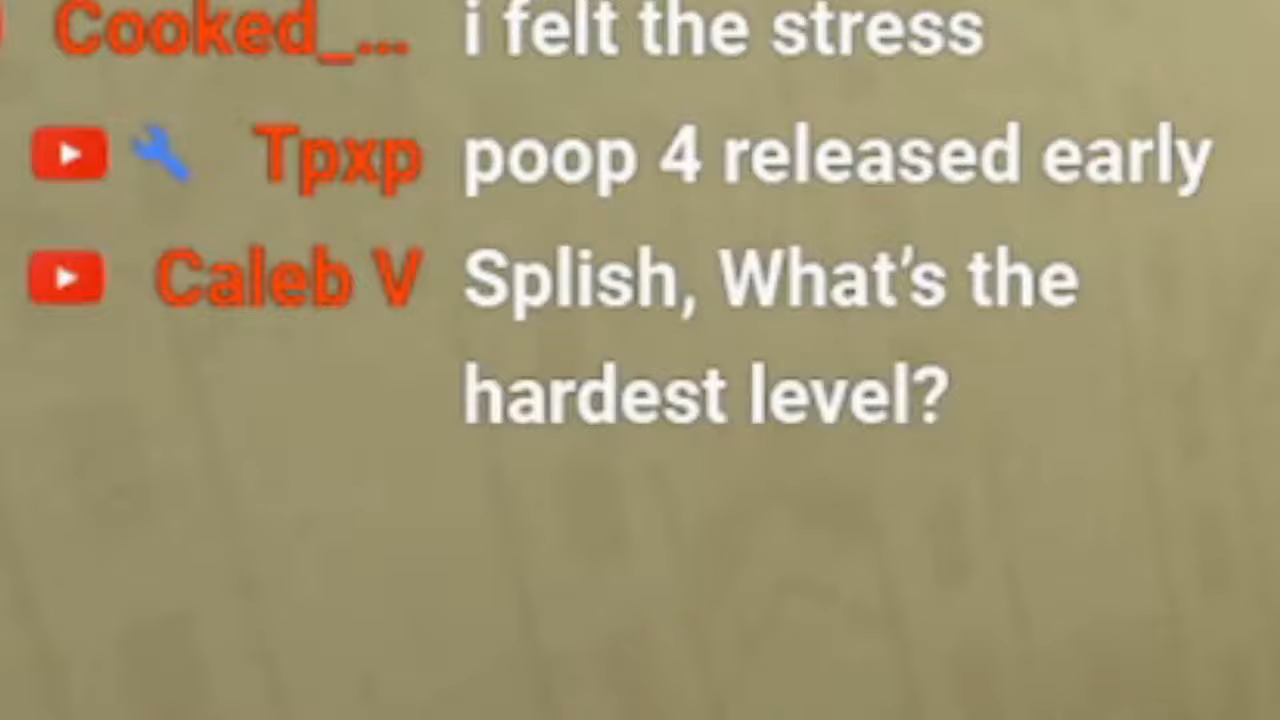 Cooked_... i felt the stress
Tpxp poop 4 released early
Caleb V Splish, What’s the
hardest level?